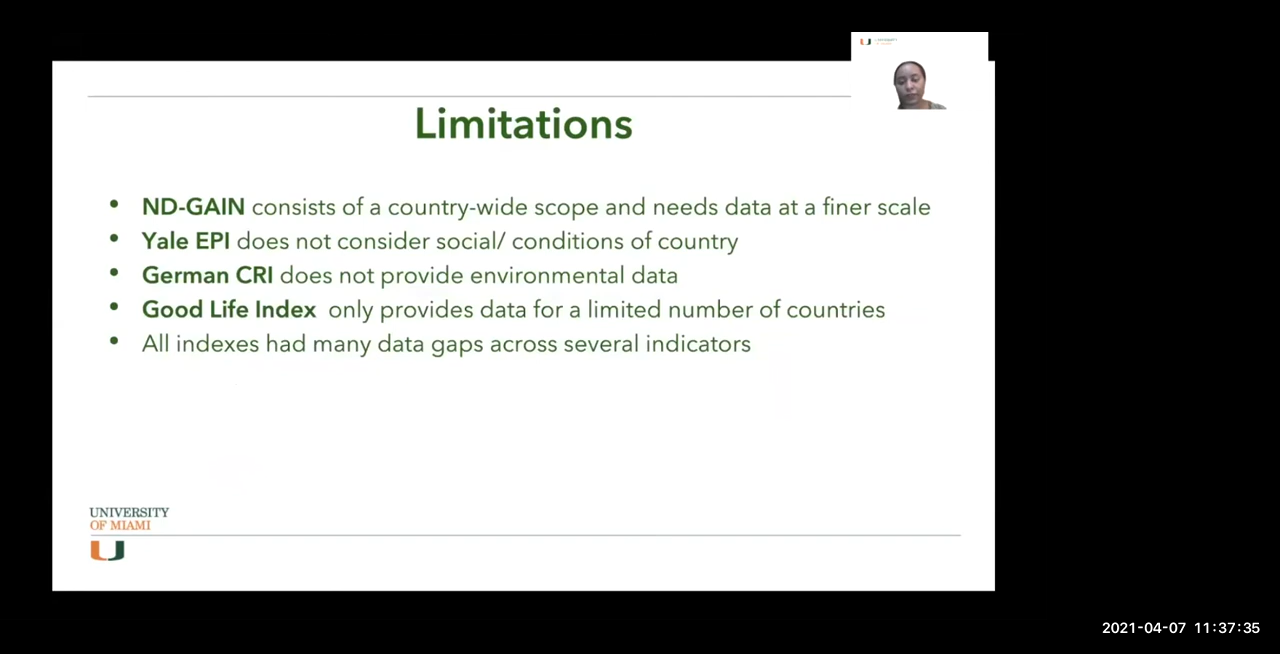 Limitations
• ND-GAIN consists of a country-wide scope and needs data at a finer scale
• Yale EPI does not consider social/ conditions of country
• German CRI does not provide environmental data
• Good Life Index only provides data for a limited number of countries
• All indexes had many data gaps across several indicators
UNIVERSITY
OF MIAMI
2021-04-07 11:37:35